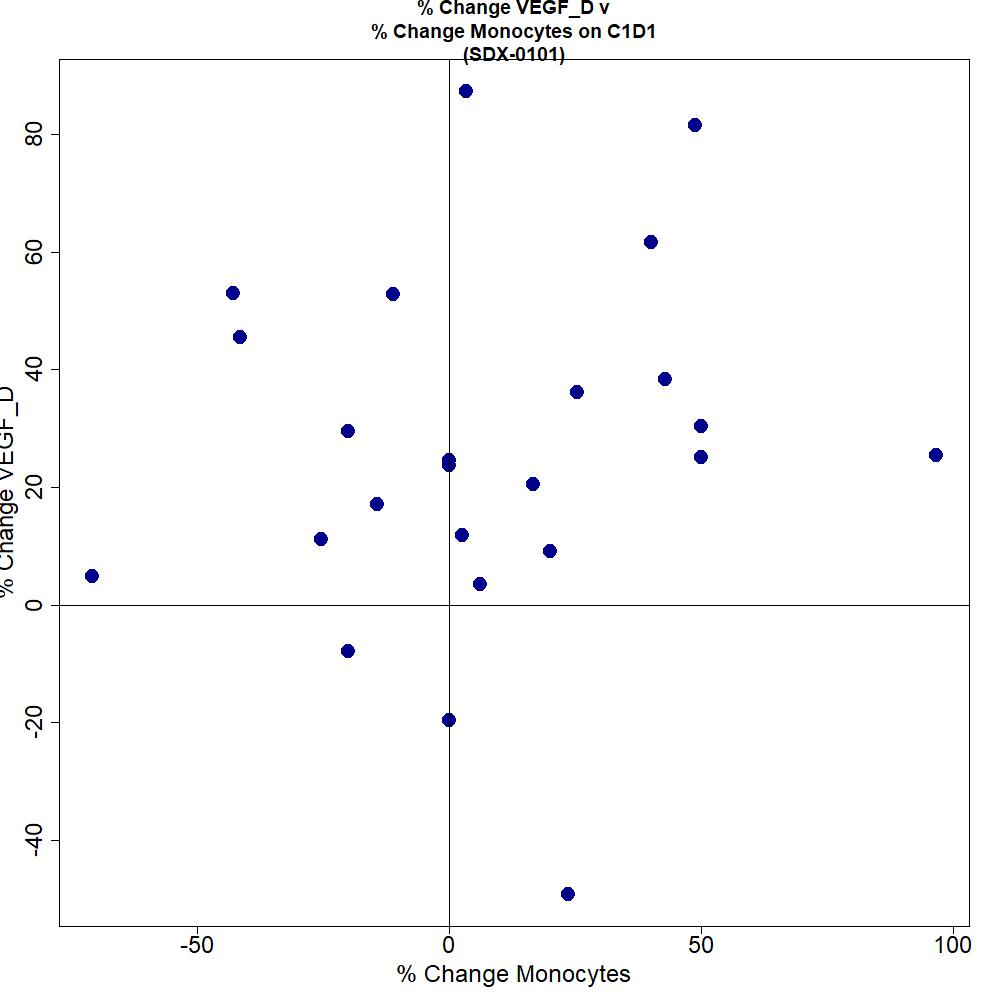 % Change VEGF_D v
% Change Monocytes on C1D1
(SDX-0101)
% Change VEGF_D
80
60
40
20
0
-20
-40
-50
0
50
100
% Change Monocytes